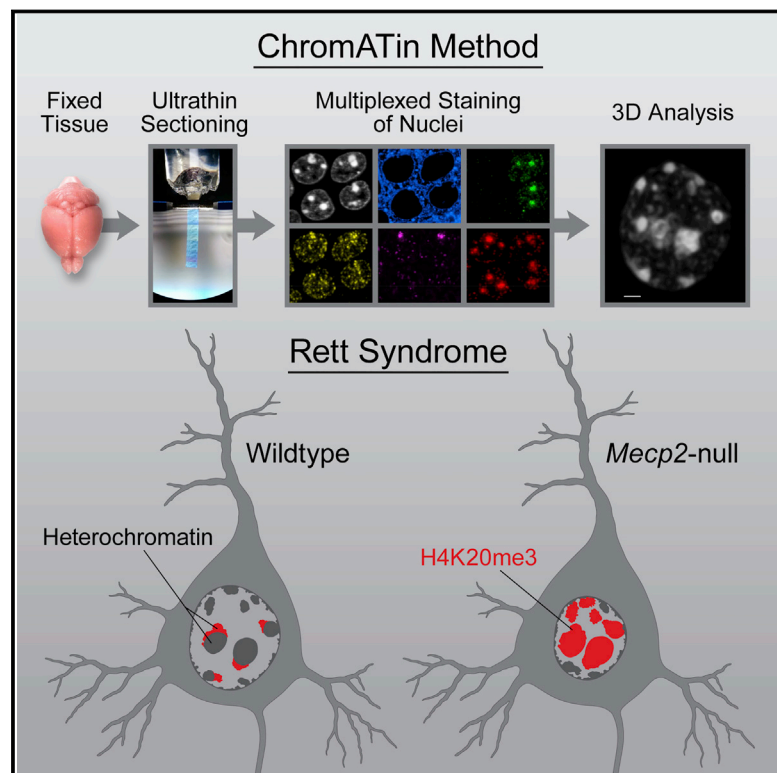 ChromATin Method
Fixed
Tissue
Ultrathin
Sectioning
Multiplexed Staining
of Nuclei
3D Analysis
Rett Syndrome
Wildtype
Mecp2-null
Heterochromatin
H4K20me3